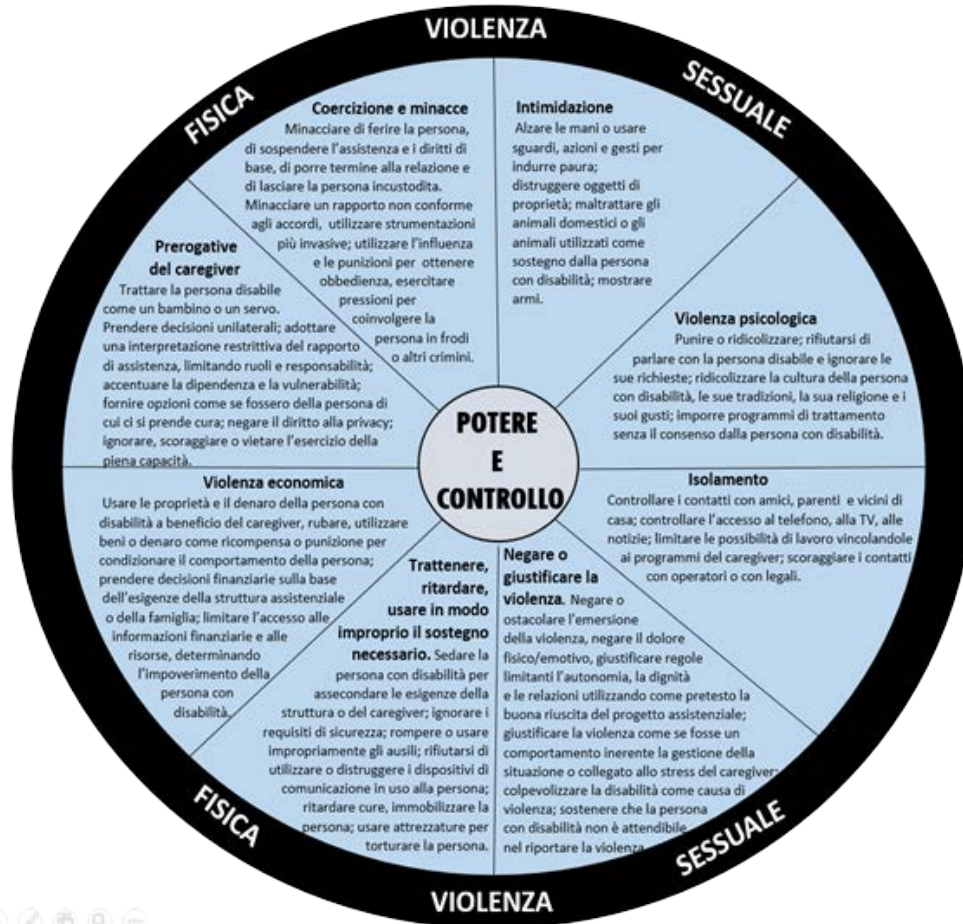 VIOLENZA
FISICA
SESSUALE
Coercizione e minacce
Minacciare di ferire la persona,
di sospendere l'assistenza e i diritti di
base, di porre termine alla relazione e
di lasciare la persona incustodita.
Minacciare un rapporto non conforme
agli accordi, utilizzare strumentazioni
più invasive; utilizzare l'influenza
e le punizioni per ottenere
obbedienza, esercitare
pressioni per
coinvolgere la
persona in frodi
o altri crimini.
Intimidazione
Alzare le mani o usare
sguardi, azioni e gesti per
indurre paura;
distruggere oggetti di
proprietà; maltrattare gli
animali domestici o gli
animali utilizzati come
sostegno dalla persona
con disabilità; mostrare
armi.
Prerogative
del caregiver
Trattare la persona disabile
come un bambino o un servo.
Prendere decisioni unilaterali; adottare
una interpretazione restrittiva del rapporto
di assistenza, limitando ruoli e responsabilità;
accentuare la dipendenza e la vulnerabilità;
fornire opzioni come se fossero della persona di
cui ci si prende cura; negare il diritto alla privacy;
ignorare, scoraggiare o vietare l'esercizio della
piena capacità.
Violenza psicologica
Punire o ridicolizzare; rifiutarsi di
parlare con la persona disabile e ignorare le
sue richieste; ridicolizzare la cultura della persona
con disabilità, le sue tradizioni, la sua religione e i
suoi gusti; imporre programmi di trattamento
senza il consenso dalla persona con disabilità.
POTERE
E
CONTROLLO
Violenza economica
Usare le proprietà e il denaro della persona con
disabilità a beneficio del caregiver, rubare, utilizzare
beni o denaro come ricompensa o punizione per
condizionare il comportamento della persona;
prendere decisioni finanziarie sulla base
dell'esigenze della struttura assistenziale
o della famiglia; limitare l'accesso alle
informazioni finanziarie e alle
risorse, determinando
l'impoverimento della
persona con
disabilità.
Isolamento
Controllare i contatti con amici, parenti e vicini di
casa; controllare l'accesso al telefono, alla TV, alle
notizie; limitare le possibilità di lavoro vincolandole
ai programmi del caregiver; scoraggiare i contatti
con operatori o con legali.
Trattenere,
ritardare,
usare in modo
improprio il sostegno
necessario. Sedare la
persona con disabilità per
assecondare le esigenze della
struttura o del caregiver; ignorare i
requisiti di sicurezza; rompere o usare
impropriamente gli ausili; rifiutarsi di
utilizzare o distruggere i dispositivi di
comunicazione in uso alla persona;
ritardare cure, immobilizzare la
persona; usare attrezzature per
torturare la persona.
Negare o
giustificare la
violenza. Negare o
ostacolare l'emersione
della violenza, negare il dolore
fisico/emotivo, giustificare regole
limitanti l'autonomia, la dignità
e le relazioni utilizzando come pretesto la
buona riuscita del progetto assistenziale;
giustificare la violenza come se fosse un
comportamento inerente la gestione della
situazione o collegato allo stress del caregiver;
colpevolizzare la disabilità come causa di
violenza; sostenere che la persona
con disabilità non è attendibile
nel riportare la violenza
FISICA
SESSUALE
VIOLENZA